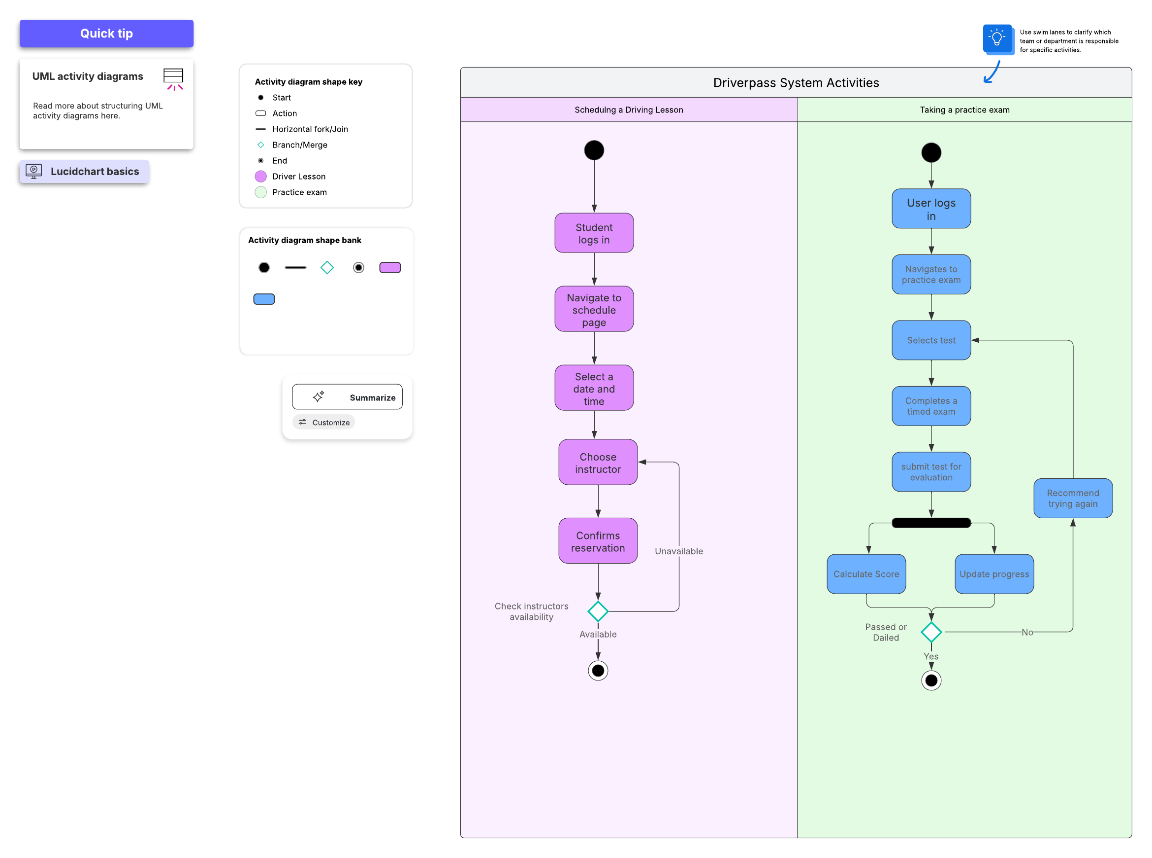 Quick tip
UML activity diagrams
Read more about structuring UML
activity diagrams here.
Lucidchart basics
Activity diagram shape key
Start
Action
Horizontal fork/Join
Branch/Merge
End
Driver Lesson
Practice exam
Activity diagram shape bank
Summarize
Customize
Use swim lanes to clarify which
team or department is responsible
for specific activities.
Driverpass System Activities
Scheduling a Driving Lesson
Student
logs in
Navigate to
schedule
page
Select a
date and
time
Choose
instructor
Confirms
reservation
Unavailable
Check instructors
availability
Available
Taking a practice exam
User logs
in
Navigates to
practice exam
Selects test
Completes a
timed exam
submit test for
evaluation
Recommend
trying again
Calculate Score
Update progress
Passed or
Dailed
No
Yes